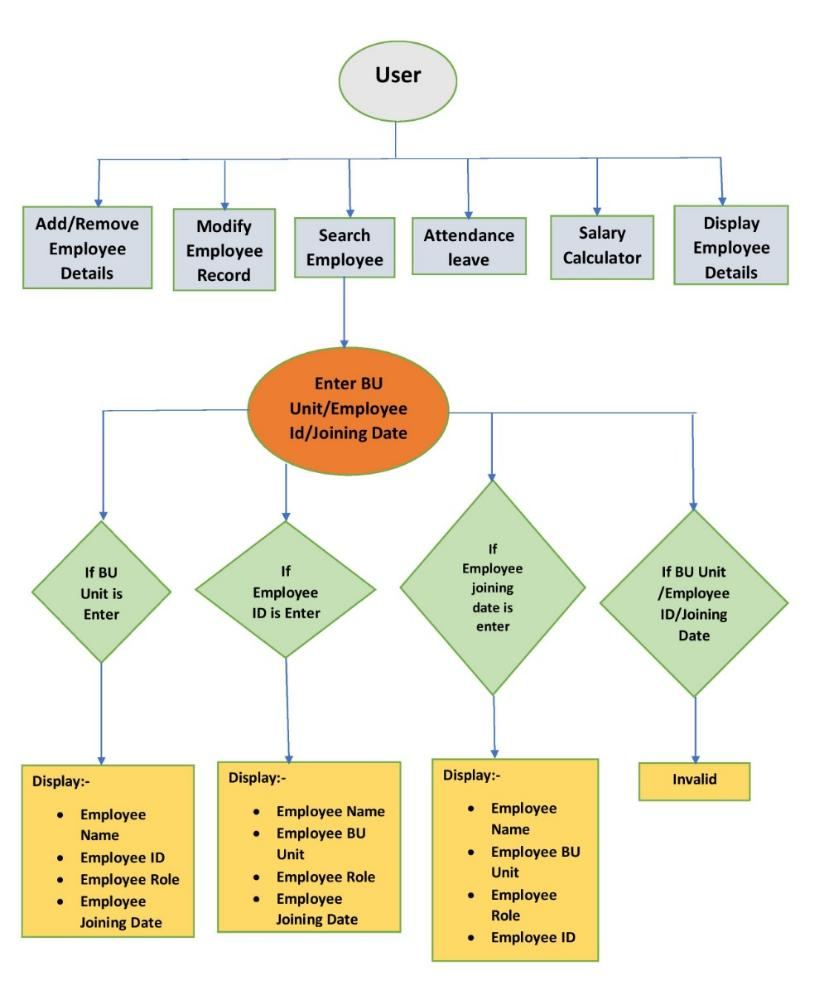 User
Add/Remove
Employee
Details
Modify
Employee
Record
Search
Employee
Attendance
leave
Salary
Calculator
Display
Employee
Details
Enter BU
Unit/Employee
Id/Joining Date
If BU
Unit is
Enter
If
Employee
ID is Enter
If
Employee
joining
date is
enter
If BU Unit
/Employee
ID/Joining
Date
Display:-
• Employee
Name
• Employee ID
• Employee Role
• Employee
Joining Date
Display:-
• Employee Name
• Employee BU
Unit
• Employee Role
• Employee
Joining Date
Display:-
• Employee
Name
• Employee BU
Unit
• Employee
Role
• Employee ID
Invalid